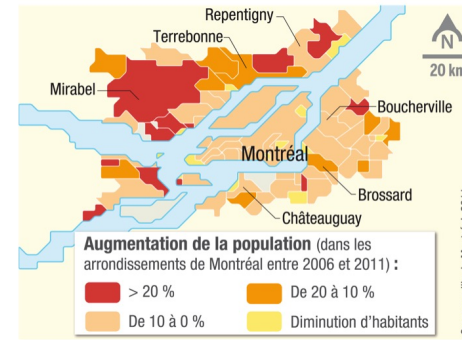 Repentigny
Terrebonne
N
20 km
Mirabel
Boucherville
Montréal
Brossard
Châteauguay
Augmentation de la population (dans les
arrondissements de Montréal entre 2006 et 2011) :
> 20 %
De 20 à 10 %
De 10 à 0 %
Diminution d'habitants